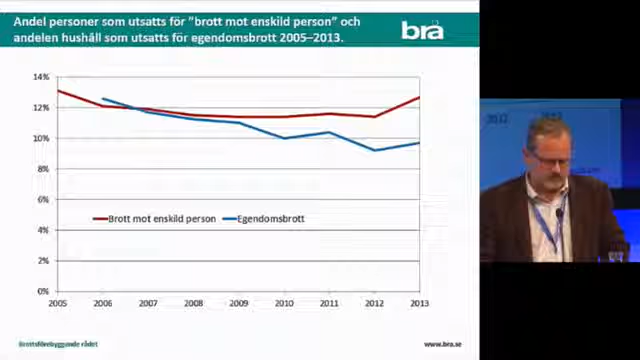 Andel personer som utsatts för ”brott mot enskild person” och
andelen hushåll som utsatts för egendomsbrott 2005–2013.
brå
14%
12%
10%
8%
6%
4%
2%
0%
Brott mot enskild person
Egendomsbrott
2005 2006 2007 2008 2009 2010 2011 2012 2013
Brottsförebyggande rådet
www.bra.se
2012